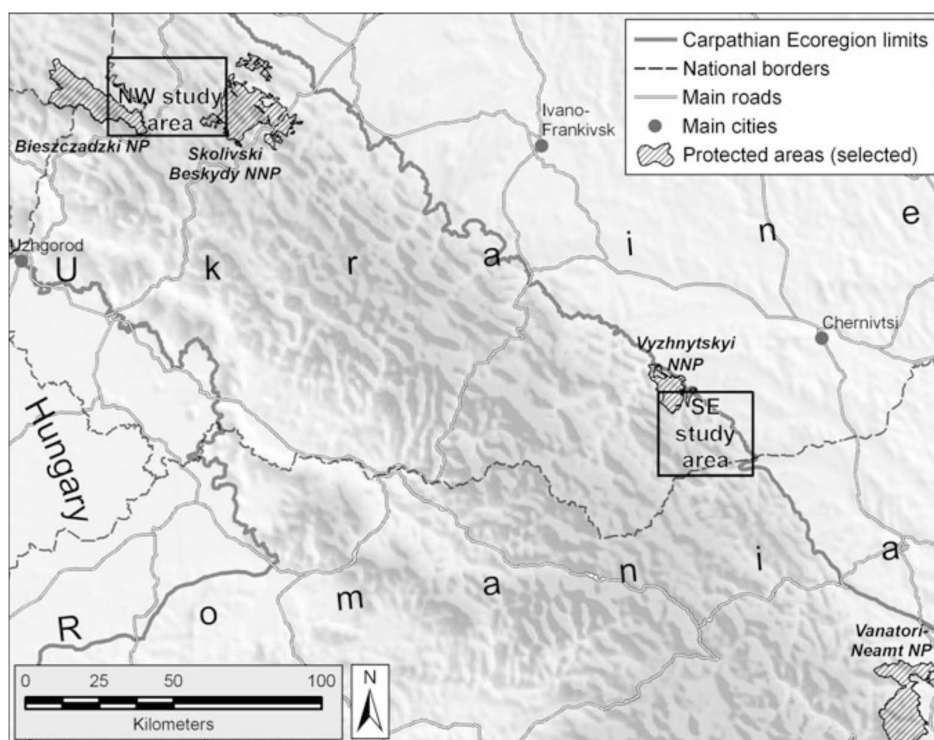 Carpathian Ecoregion limits
National borders
Main roads
Main cities
Protected areas (selected)
NW study
area
Bieszczadzki NP
Skolivski
Beskydy NNP
Ivano-
Frankivsk
Uzhgorod
U k r a i n e
Chernivtsi
Vyzhnytskyi
NNP
SE
study
area
Hungary
R o m a n i a
Vanatori-
Neamt NP
0 25 50 100
Kilometers
N